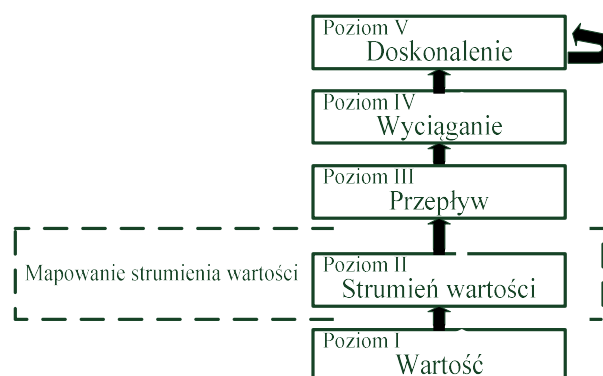 Poziom V
Doskonalenie
Poziom IV
Wyciąganie
Poziom III
Przepływ
Mapowanie strumienia wartości
Poziom II
Strumień wartości
Poziom I
Wartość